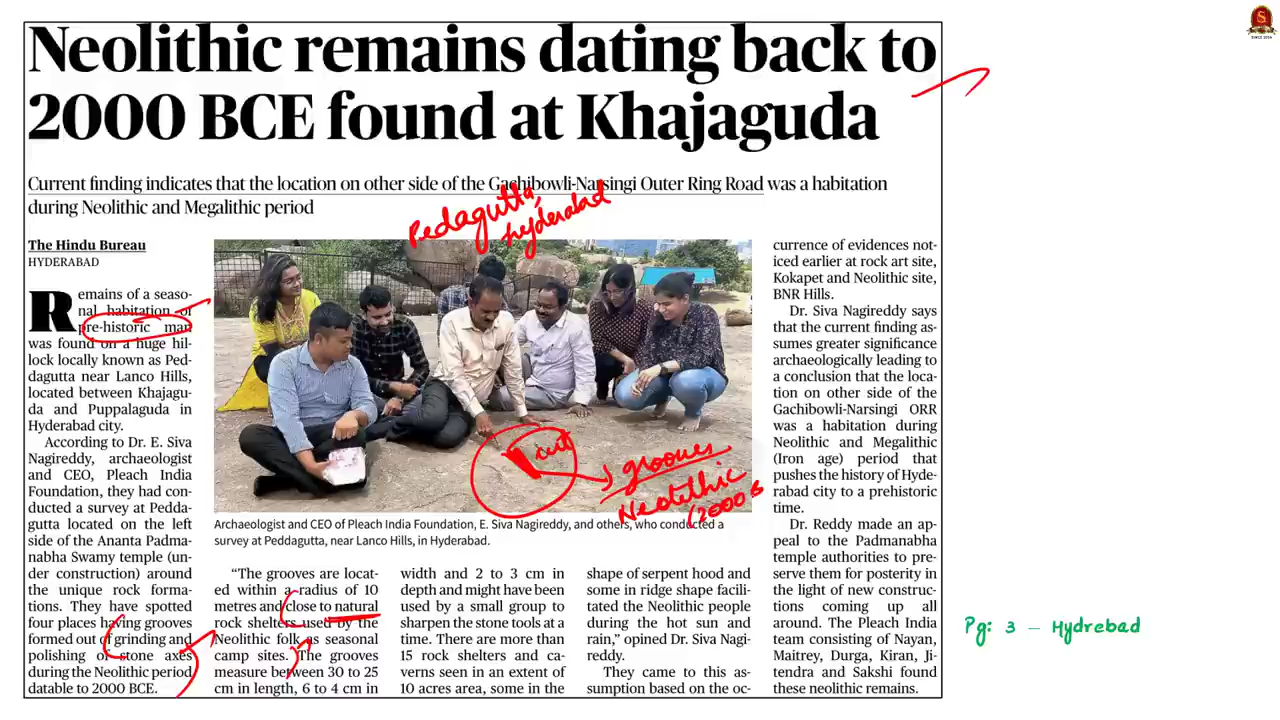 Neolithic remains dating back to
2000 BCE found at Khajaguda
Current finding indicates that the location on other side of the Gachibowli-Narsingi Outer Ring Road was a habitation
during Neolithic and Megalithic period
Pedagutta,
hyderabad
The Hindu Bureau
HYDERABAD
Remains of a seaso-
nal habitation of
pre-historic man
was found on a huge hil-
lock locally known as Ped-
dagutta near Lanco Hills,
located between Khajagu-
da and Puppalaguda in
Hyderabad city.
According to Dr. E. Siva
Nagireddy, archaeologist
and CEO, Pleach India
Foundation, they had con-
ducted a survey at Pedda-
gutta located on the left
side of the Ananta Padma-
nabha Swamy temple (un-
der construction) around
the unique rock forma-
tions. They have spotted
four places having grooves
formed out of grinding and
polishing of stone axes
during the Neolithic period
datable to 2000 BCE.
cut
grooves
Neolithic
(2000 B
Archaeologist and CEO of Pleach India Foundation, E. Siva Nagireddy, and others, who conducted a
survey at Peddagutta, near Lanco Hills, in Hyderabad.
“The grooves are locat-
ed within a radius of 10
metres and close to natural
rock shelters used by the
Neolithic folk as seasonal
camp sites. The grooves
measure between 30 to 25
cm in length, 6 to 4 cm in
width and 2 to 3 cm in
depth and might have been
used by a small group to
sharpen the stone tools at a
time. There are more than
15 rock shelters and ca-
verns seen in an extent of
10 acres area, some in the
shape of serpent hood and
some in ridge shape facili-
tated the Neolithic people
during the hot sun and
rain,” opined Dr. Siva Nagi-
reddy.
They came to this as-
sumption based on the oc-
currence of evidences not-
iced earlier at rock art site,
Kokapet and Neolithic site,
BNR Hills.
Dr. Siva Nagireddy says
that the current finding as-
sumes greater significance
archaeologically leading to
a conclusion that the loca-
tion on other side of the
Gachibowli-Narsingi ORR
was a habitation during
Neolithic and Megalithic
(Iron age) period that
pushes the history of Hyde-
rabad city to a prehistoric
time.
Dr. Reddy made an ap-
peal to the Padmanabha
temple authorities to pre-
serve them for posterity in
the light of new construc-
tions coming up all
around. The Pleach India
team consisting of Nayan,
Maitrey, Durga, Kiran, Ji-
tendra and Sakshi found
these neolithic remains.
Pg: 3 – Hydrebad
S
SINCE 2004